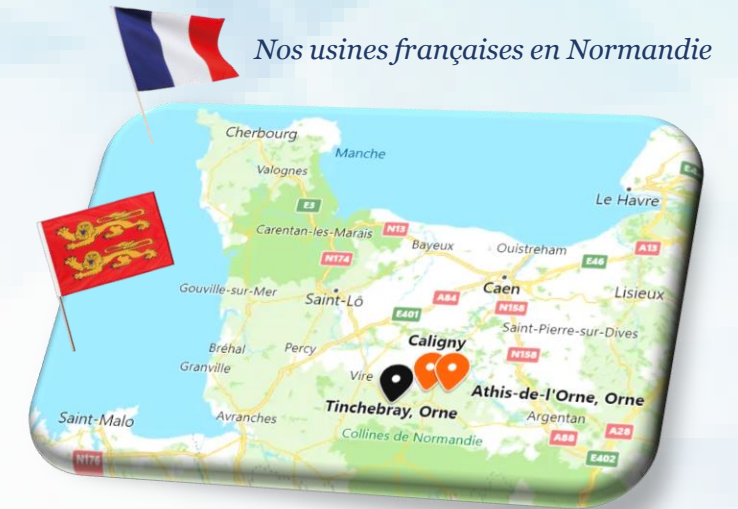 Nos usines françaises en Normandie
Cherbourg
Manche
Valognes
Le Havre
E3
Carentan-les-Marais
N13
Bayeux
Ouistreham
E46
A13
N174
Gouville-sur-Mer
Saint-Lô
A84
Caen
Lisieux
E401
N158
Saint-Pierre-sur-Dives
Caligny
Bréhal
Percy
N158
Granville
Vire
Athis-de-l'Orne, Orne
Tinchebray, Orne
Avranches
Argentan
Saint-Malo
Collines de Normandie
A88
A28
N176
E402